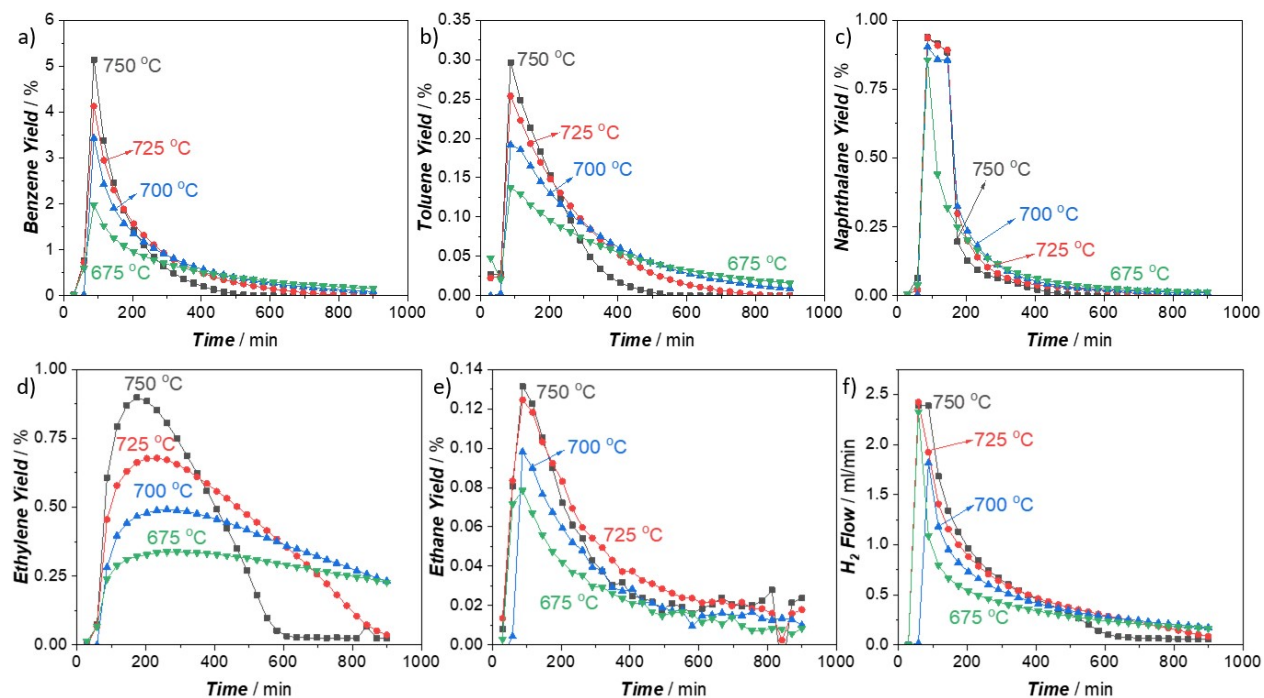 a)
Benzene Yield / %
6
5
4
3
2
1
0
750 °C
725 °C
700 °C
675 °C
0 200 400 600 800 1000
Time / min
b)
Toluene Yield / %
0.35
0.30
0.25
0.20
0.15
0.10
0.05
0.00
750 °C
725 °C
700 °C
675 °C
0 200 400 600 800 1000
Time / min
c)
Naphthalane Yield / %
1.00
0.75
0.50
0.25
0.00
750 °C
700 °C
725 °C
675 °C
0 200 400 600 800 1000
Time / min
d)
Ethylene Yield / %
1.00
0.75
0.50
0.25
0.00
750 °C
725 °C
700 °C
675 °C
0 200 400 600 800 1000
Time / min
e)
Ethane Yield / %
0.14
0.12
0.10
0.08
0.06
0.04
0.02
0.00
750 °C
700 °C
725 °C
675 °C
0 200 400 600 800 1000
Time / min
f)
H2 Flow / ml/min
2.5
2.0
1.5
1.0
0.5
0.0
750 °C
725 °C
700 °C
675 °C
0 200 400 600 800 1000
Time / min